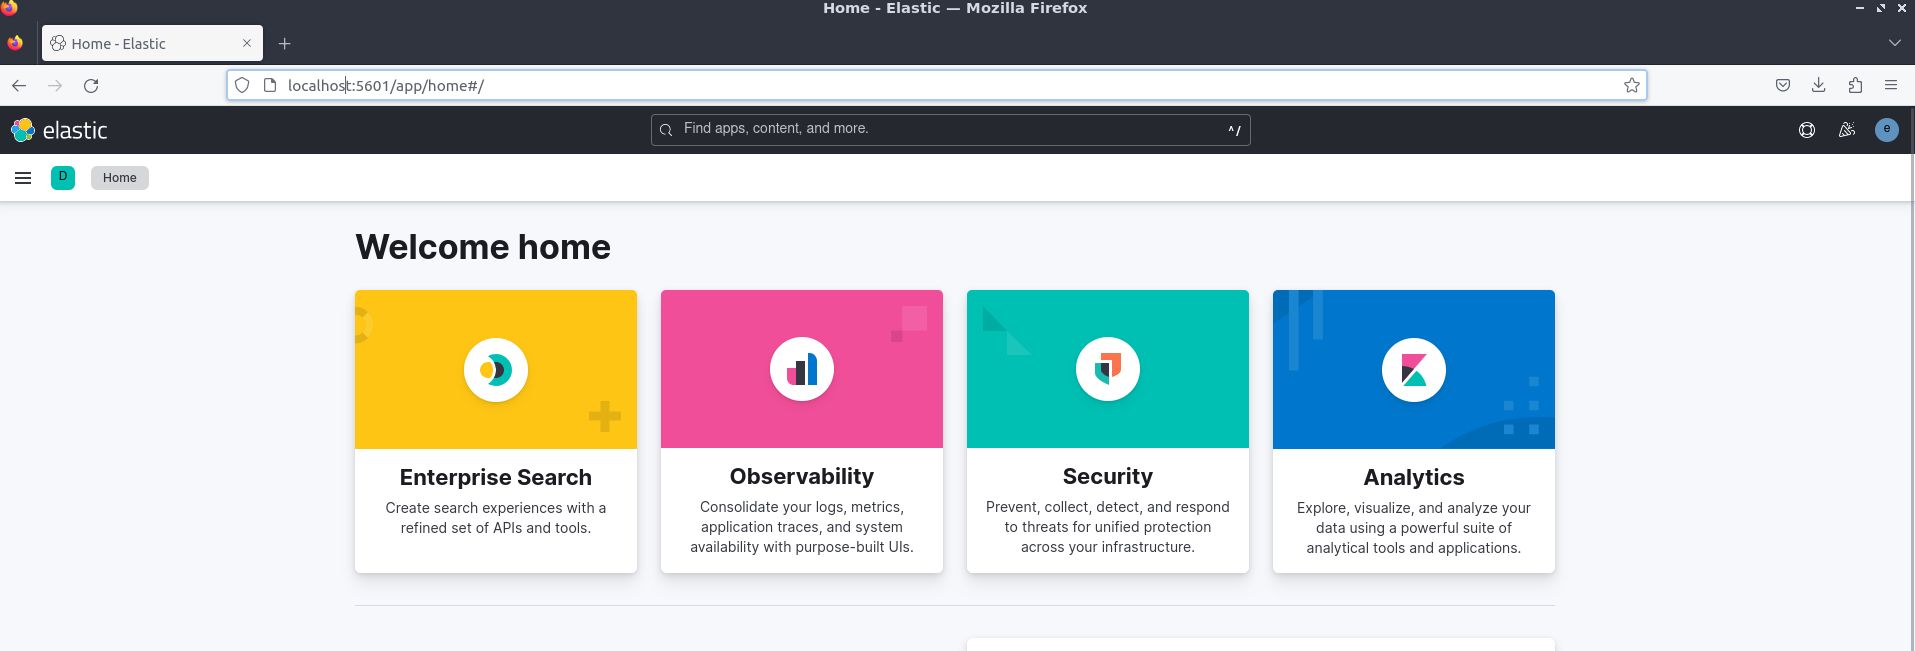 Home - Elastic — Mozilla Firefox
Home - Elastic
localhost:5601/app/home#/
elastic
Find apps, content, and more.
^/
e
D
Home
Welcome home
Enterprise Search
Create search experiences with a
refined set of APIs and tools.
Observability
Consolidate your logs, metrics,
application traces, and system
availability with purpose-built UIs.
Security
Prevent, collect, detect, and respond
to threats for unified protection
across your infrastructure.
Analytics
Explore, visualize, and analyze your
data using a powerful suite of
analytical tools and applications.